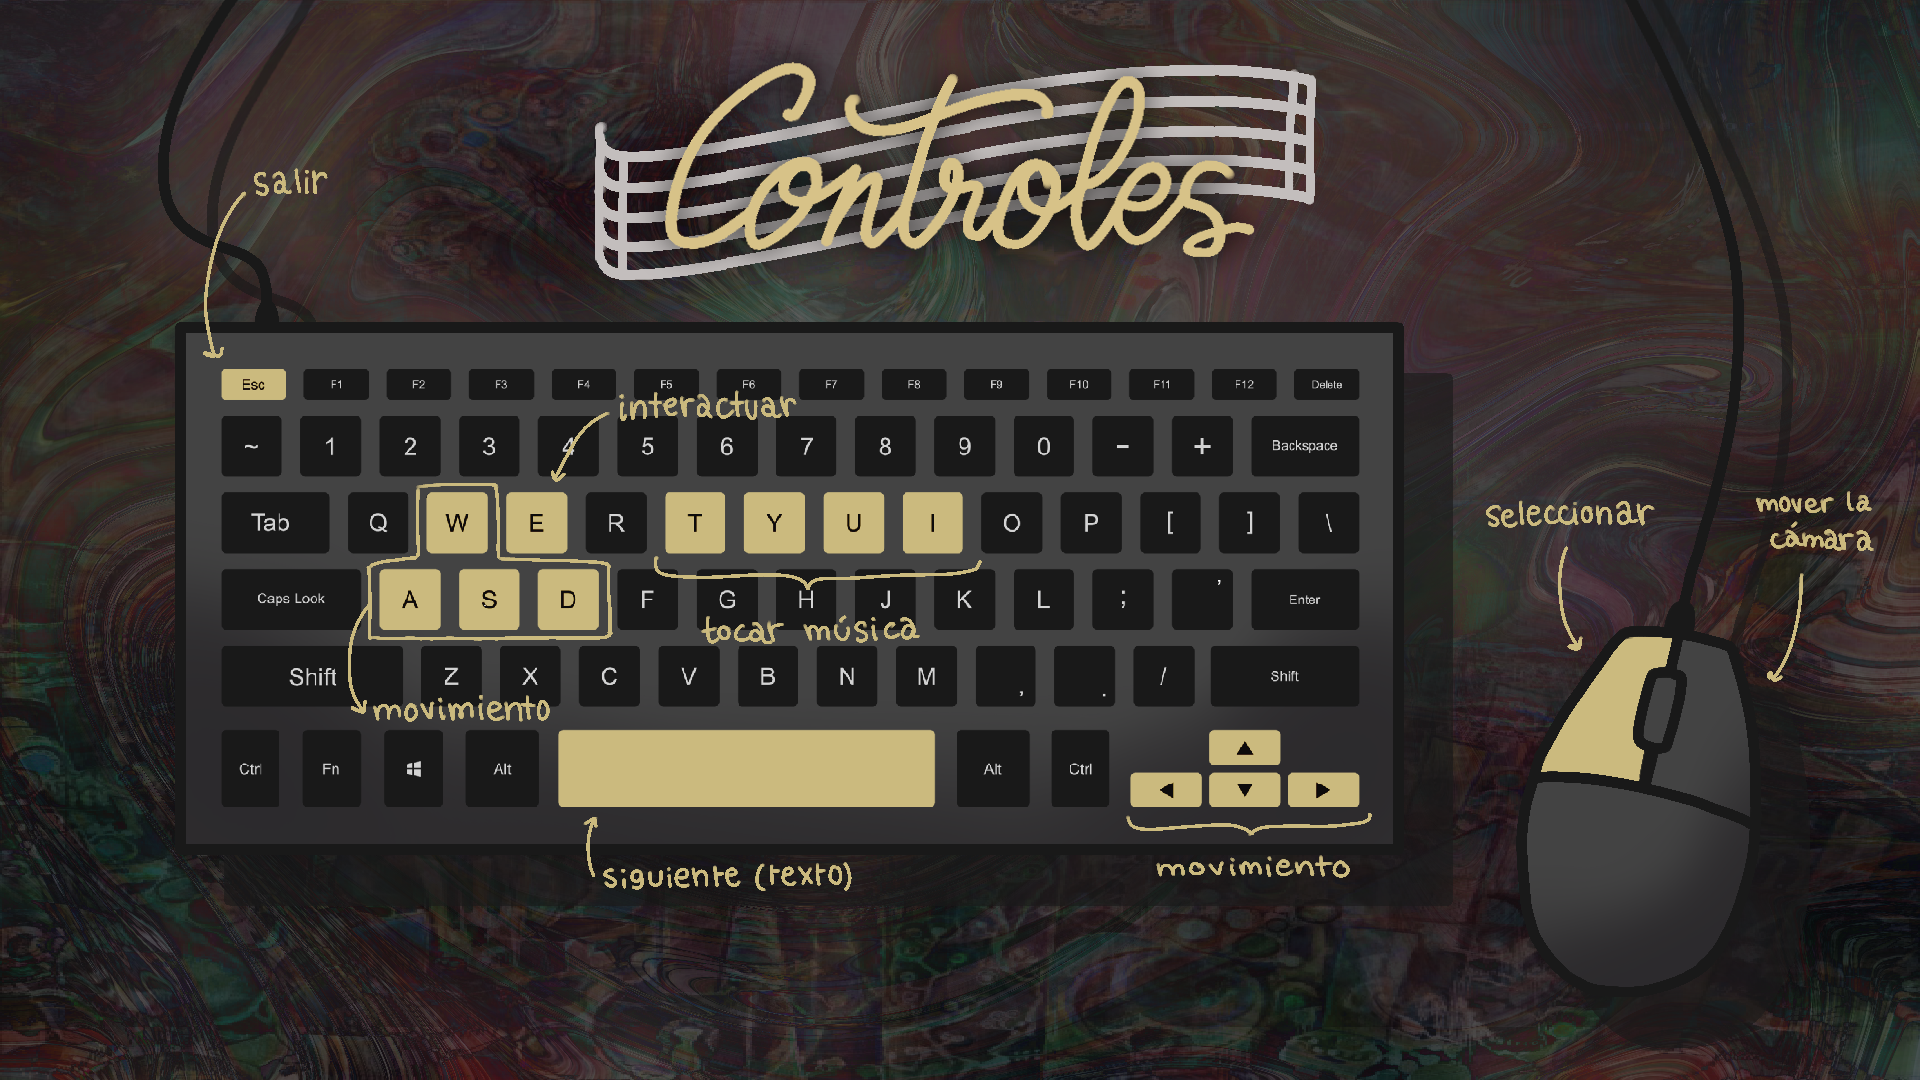 Controles
salir
Esc F1 F2 F3 F4 F5 F6 F7 F8 F9 F10 F11 F12 Delete
interactuar
~ 1 2 3 4 5 6 7 8 9 0 - + Backspace
Tab Q W E R T Y U I O P [ ] \
seleccionar
mover la
cámara
Caps Look A S D F G H J K L ; ' Enter
tocar música
Shift Z X C V B N M , . / Shift
movimiento
Ctrl Fn Alt Alt Ctrl
siguiente (texto)
movimiento